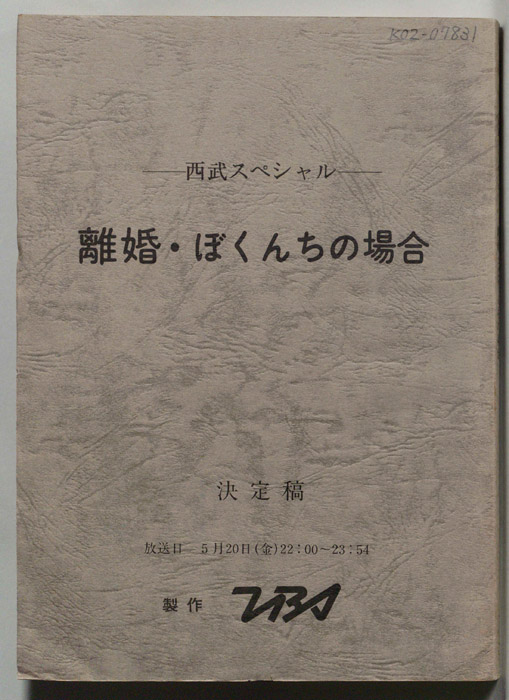 K02-07831
―西武スペシャル―
離婚・ぼくんちの場合
決定稿
放送日 5月20日(金)22:00~23:54
製作 TBS